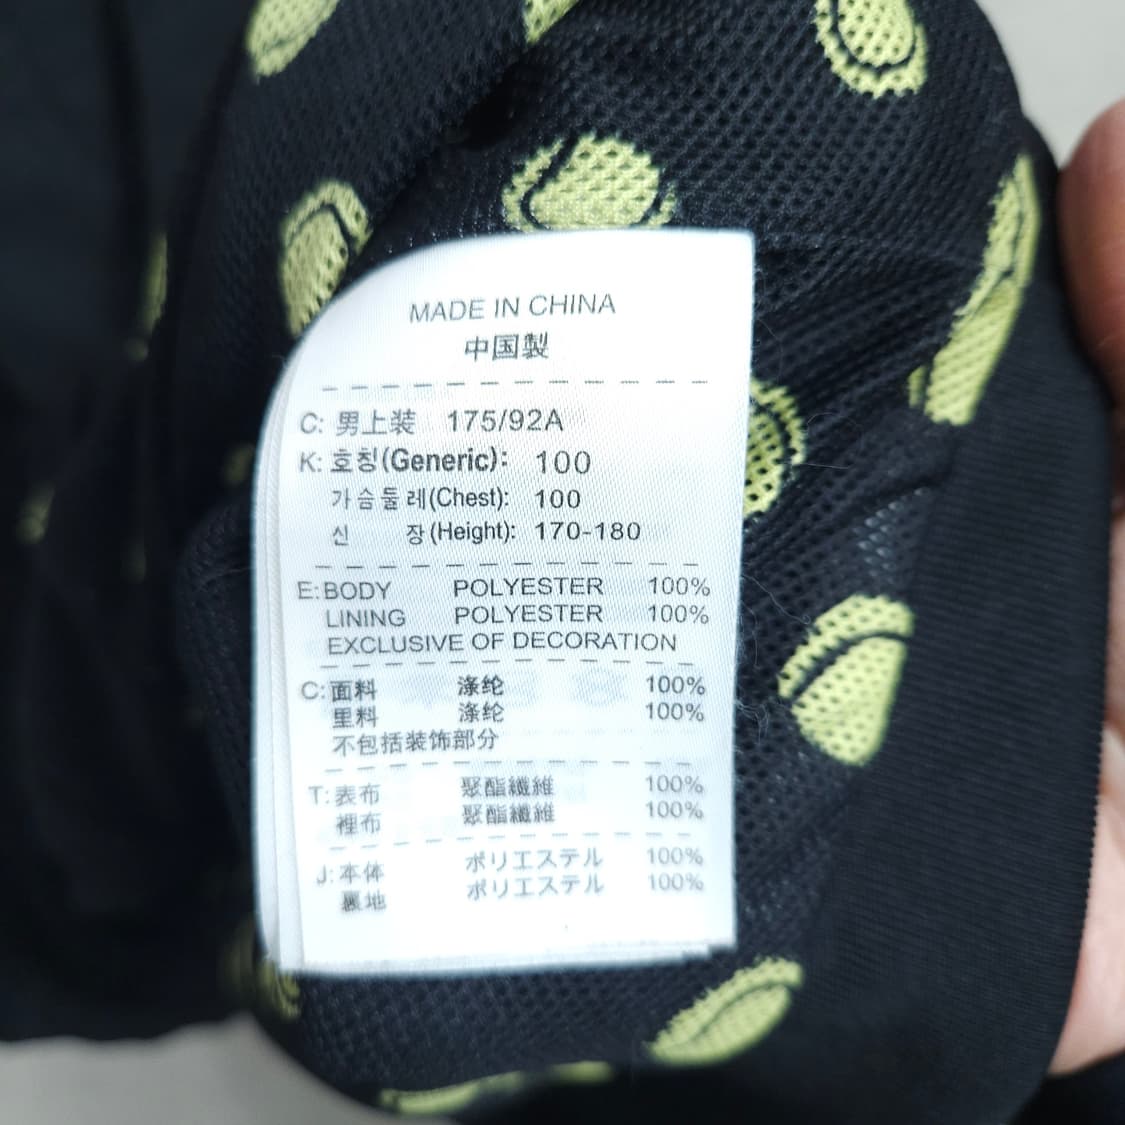 MADE IN CHINA
中国製
C: 男上装 175/92A
K: 호칭(Generic): 100
가슴둘레(Chest): 100
신 장(Height): 170-180
E: BODY POLYESTER 100%
LINING POLYESTER 100%
EXCLUSIVE OF DECORATION
C: 面料 涤纶 100%
里料 涤纶 100%
不包括装饰部分
T: 表布 聚酯纖維 100%
裡布 聚酯纖維 100%
J: 本体 ポリエステル 100%
裏地 ポリエステル 100%